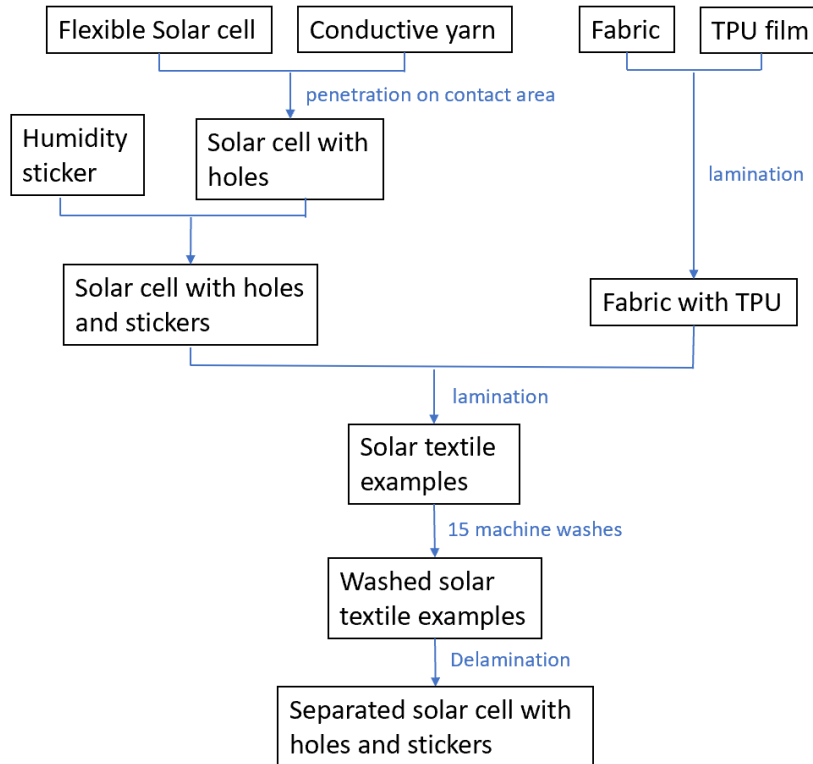 Flexible Solar cell
Conductive yarn
Fabric
TPU film
penetration on contact area
Humidity
sticker
Solar cell with
holes
lamination
Solar cell with holes
and stickers
Fabric with TPU
lamination
Solar textile
examples
15 machine washes
Washed solar
textile examples
Delamination
Separated solar cell with
holes and stickers